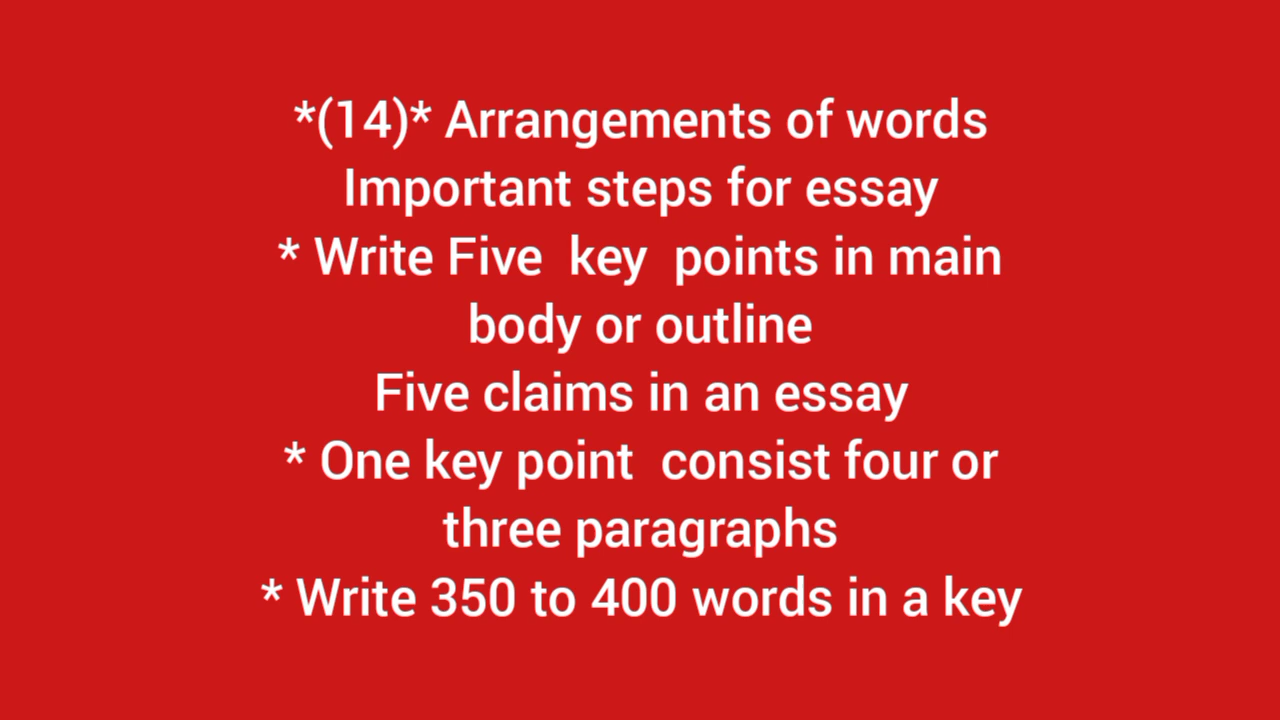 *(14)* Arrangements of words
Important steps for essay
* Write Five  key  points in main
body or outline
Five claims in an essay
* One key point  consist four or
three paragraphs
* Write 350 to 400 words in a key